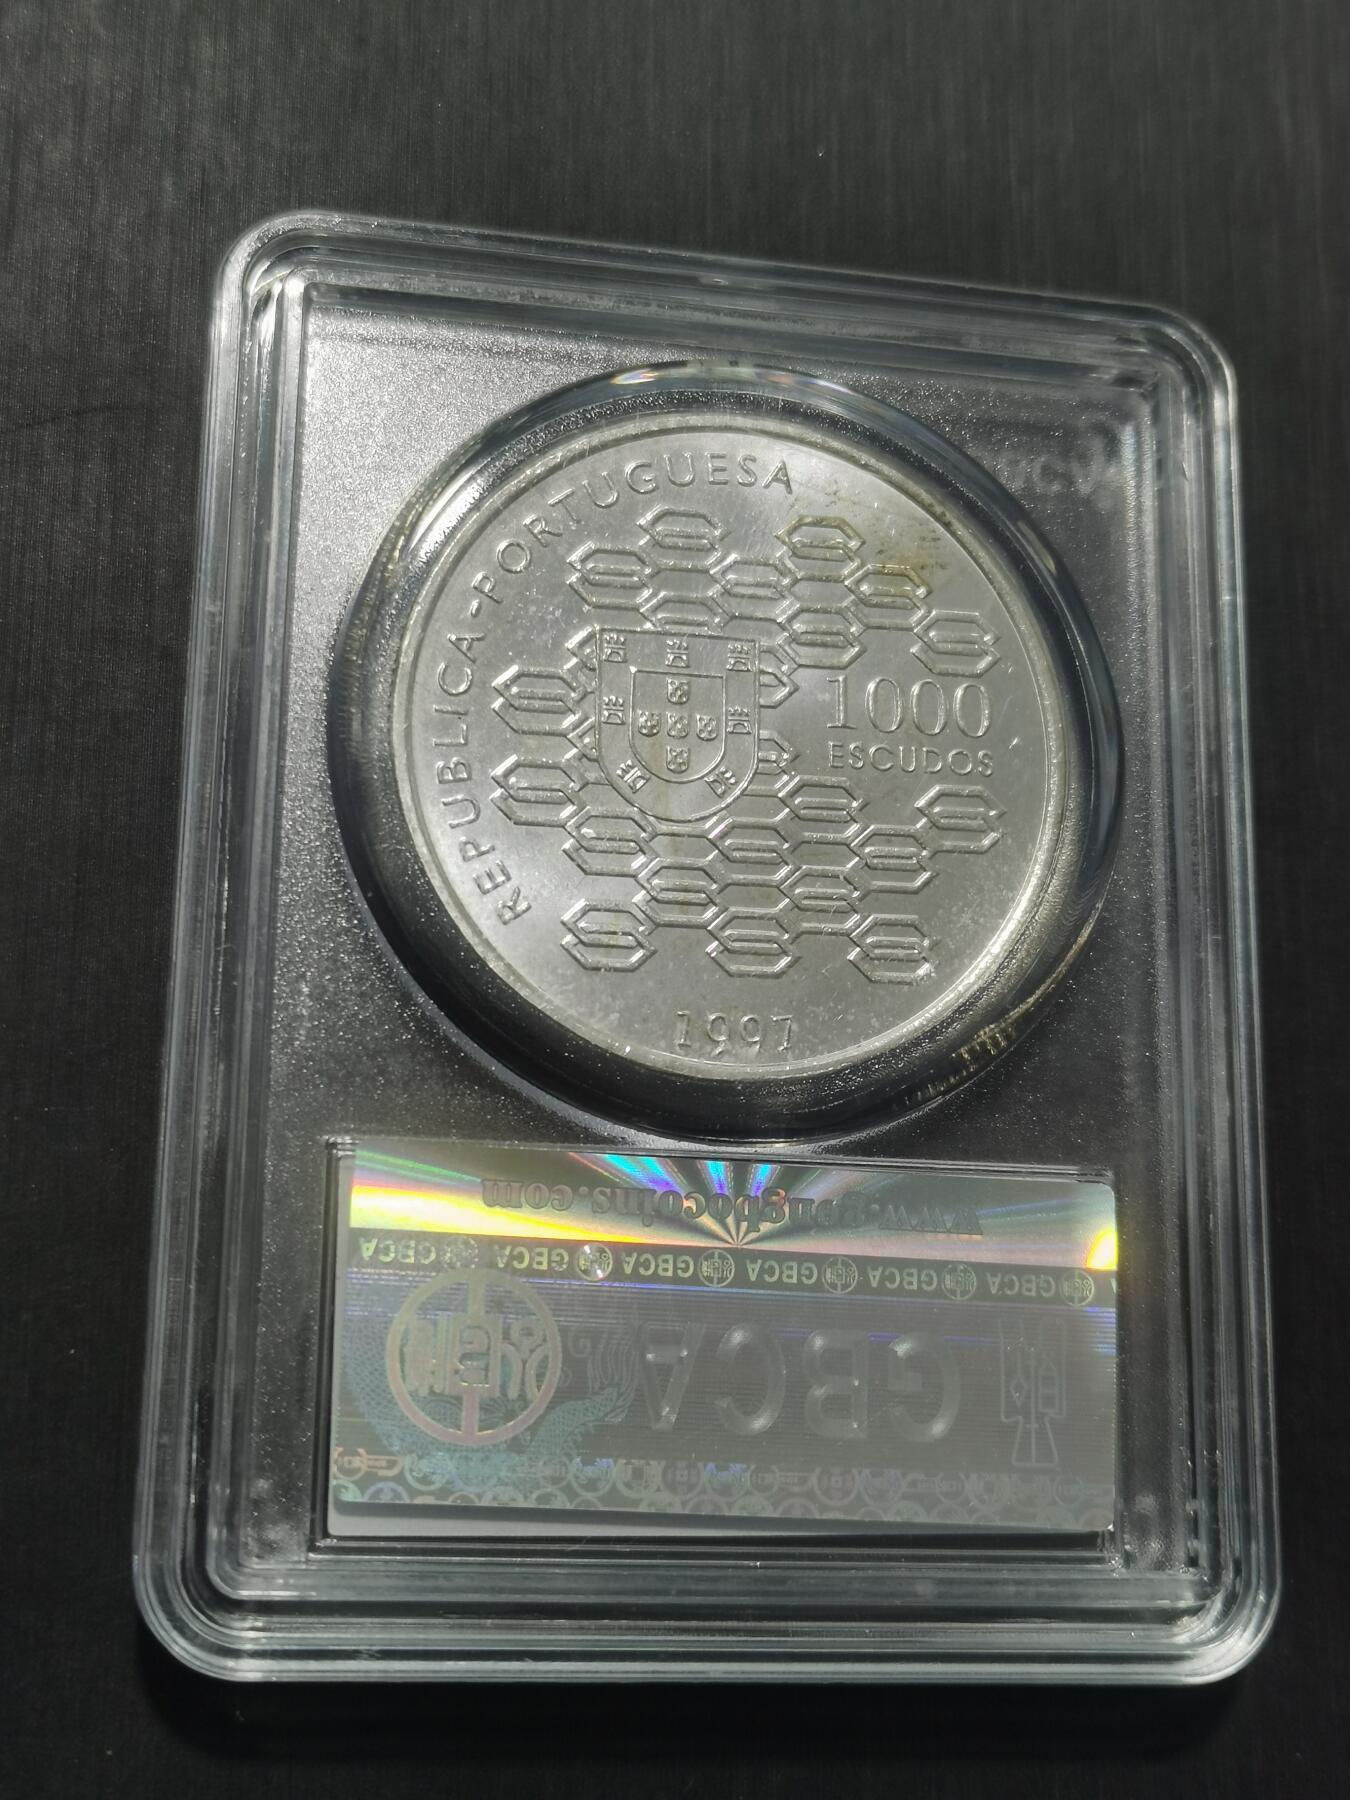 REPUBLICA-PORTUGUESA
1000
ESCUDOS
1997
www.gongbocoins.com
GBCA GBCA GBCA GBCA GBCA GBCA
GBCA